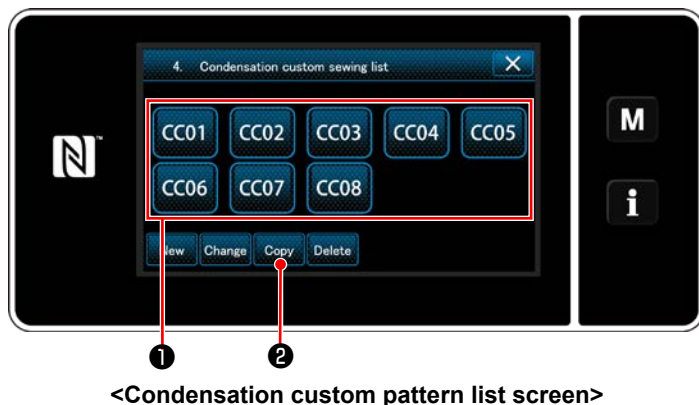 4. Condensation custom sewing list
CC01 CC02 CC03 CC04 CC05
M
CC06 CC07 CC08
i
New Change Copy Delete
❶ ❷
<Condensation custom pattern list screen>